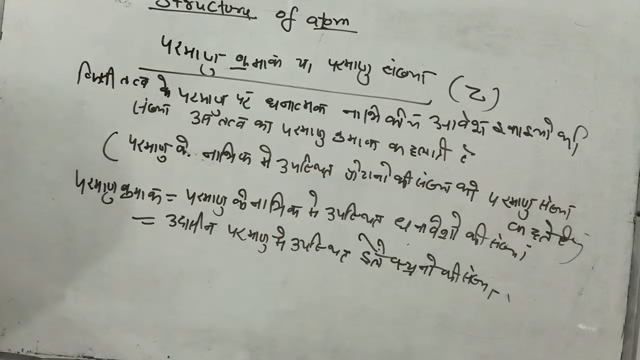 Structure of atom
परमाणु क्रमांक या परमाणु संख्या (Z)
किसी तत्व के परमाणु पर धनात्मक नाभिकीय आवेश इकाइयों की
संख्या उस तत्व का परमाणु क्रमांक कहलाती है
( परमाणु के नाभिक में उपस्थित प्रोटानो की संख्या को परमाणु संख्या
कहते हैं)
परमाणु क्रमांक = परमाणु के नाभिक में उपस्थित धनावेशो की संख्या
= उदासीन परमाणु में उपस्थित इलेक्ट्रानो की संख्या.